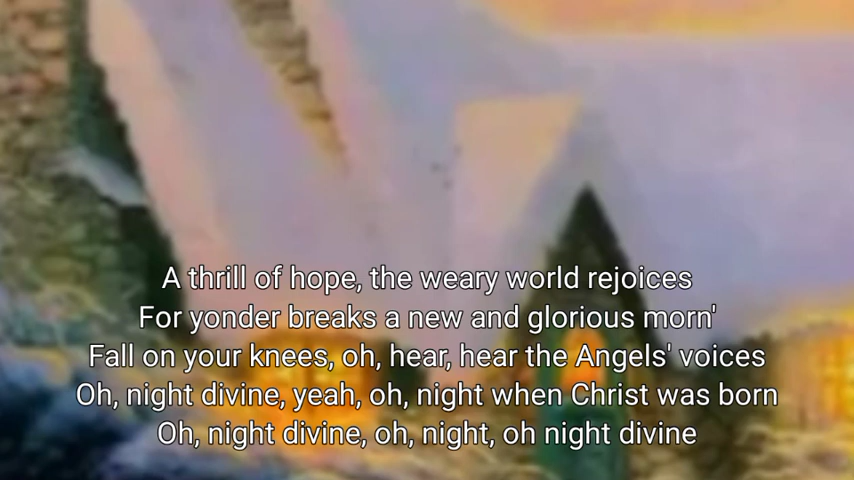 A thrill of hope, the weary world rejoices
For yonder breaks a new and glorious morn'
Fall on your knees, oh, hear, hear the Angels' voices
Oh, night divine, yeah, oh, night when Christ was born
Oh, night divine, oh, night, oh night divine